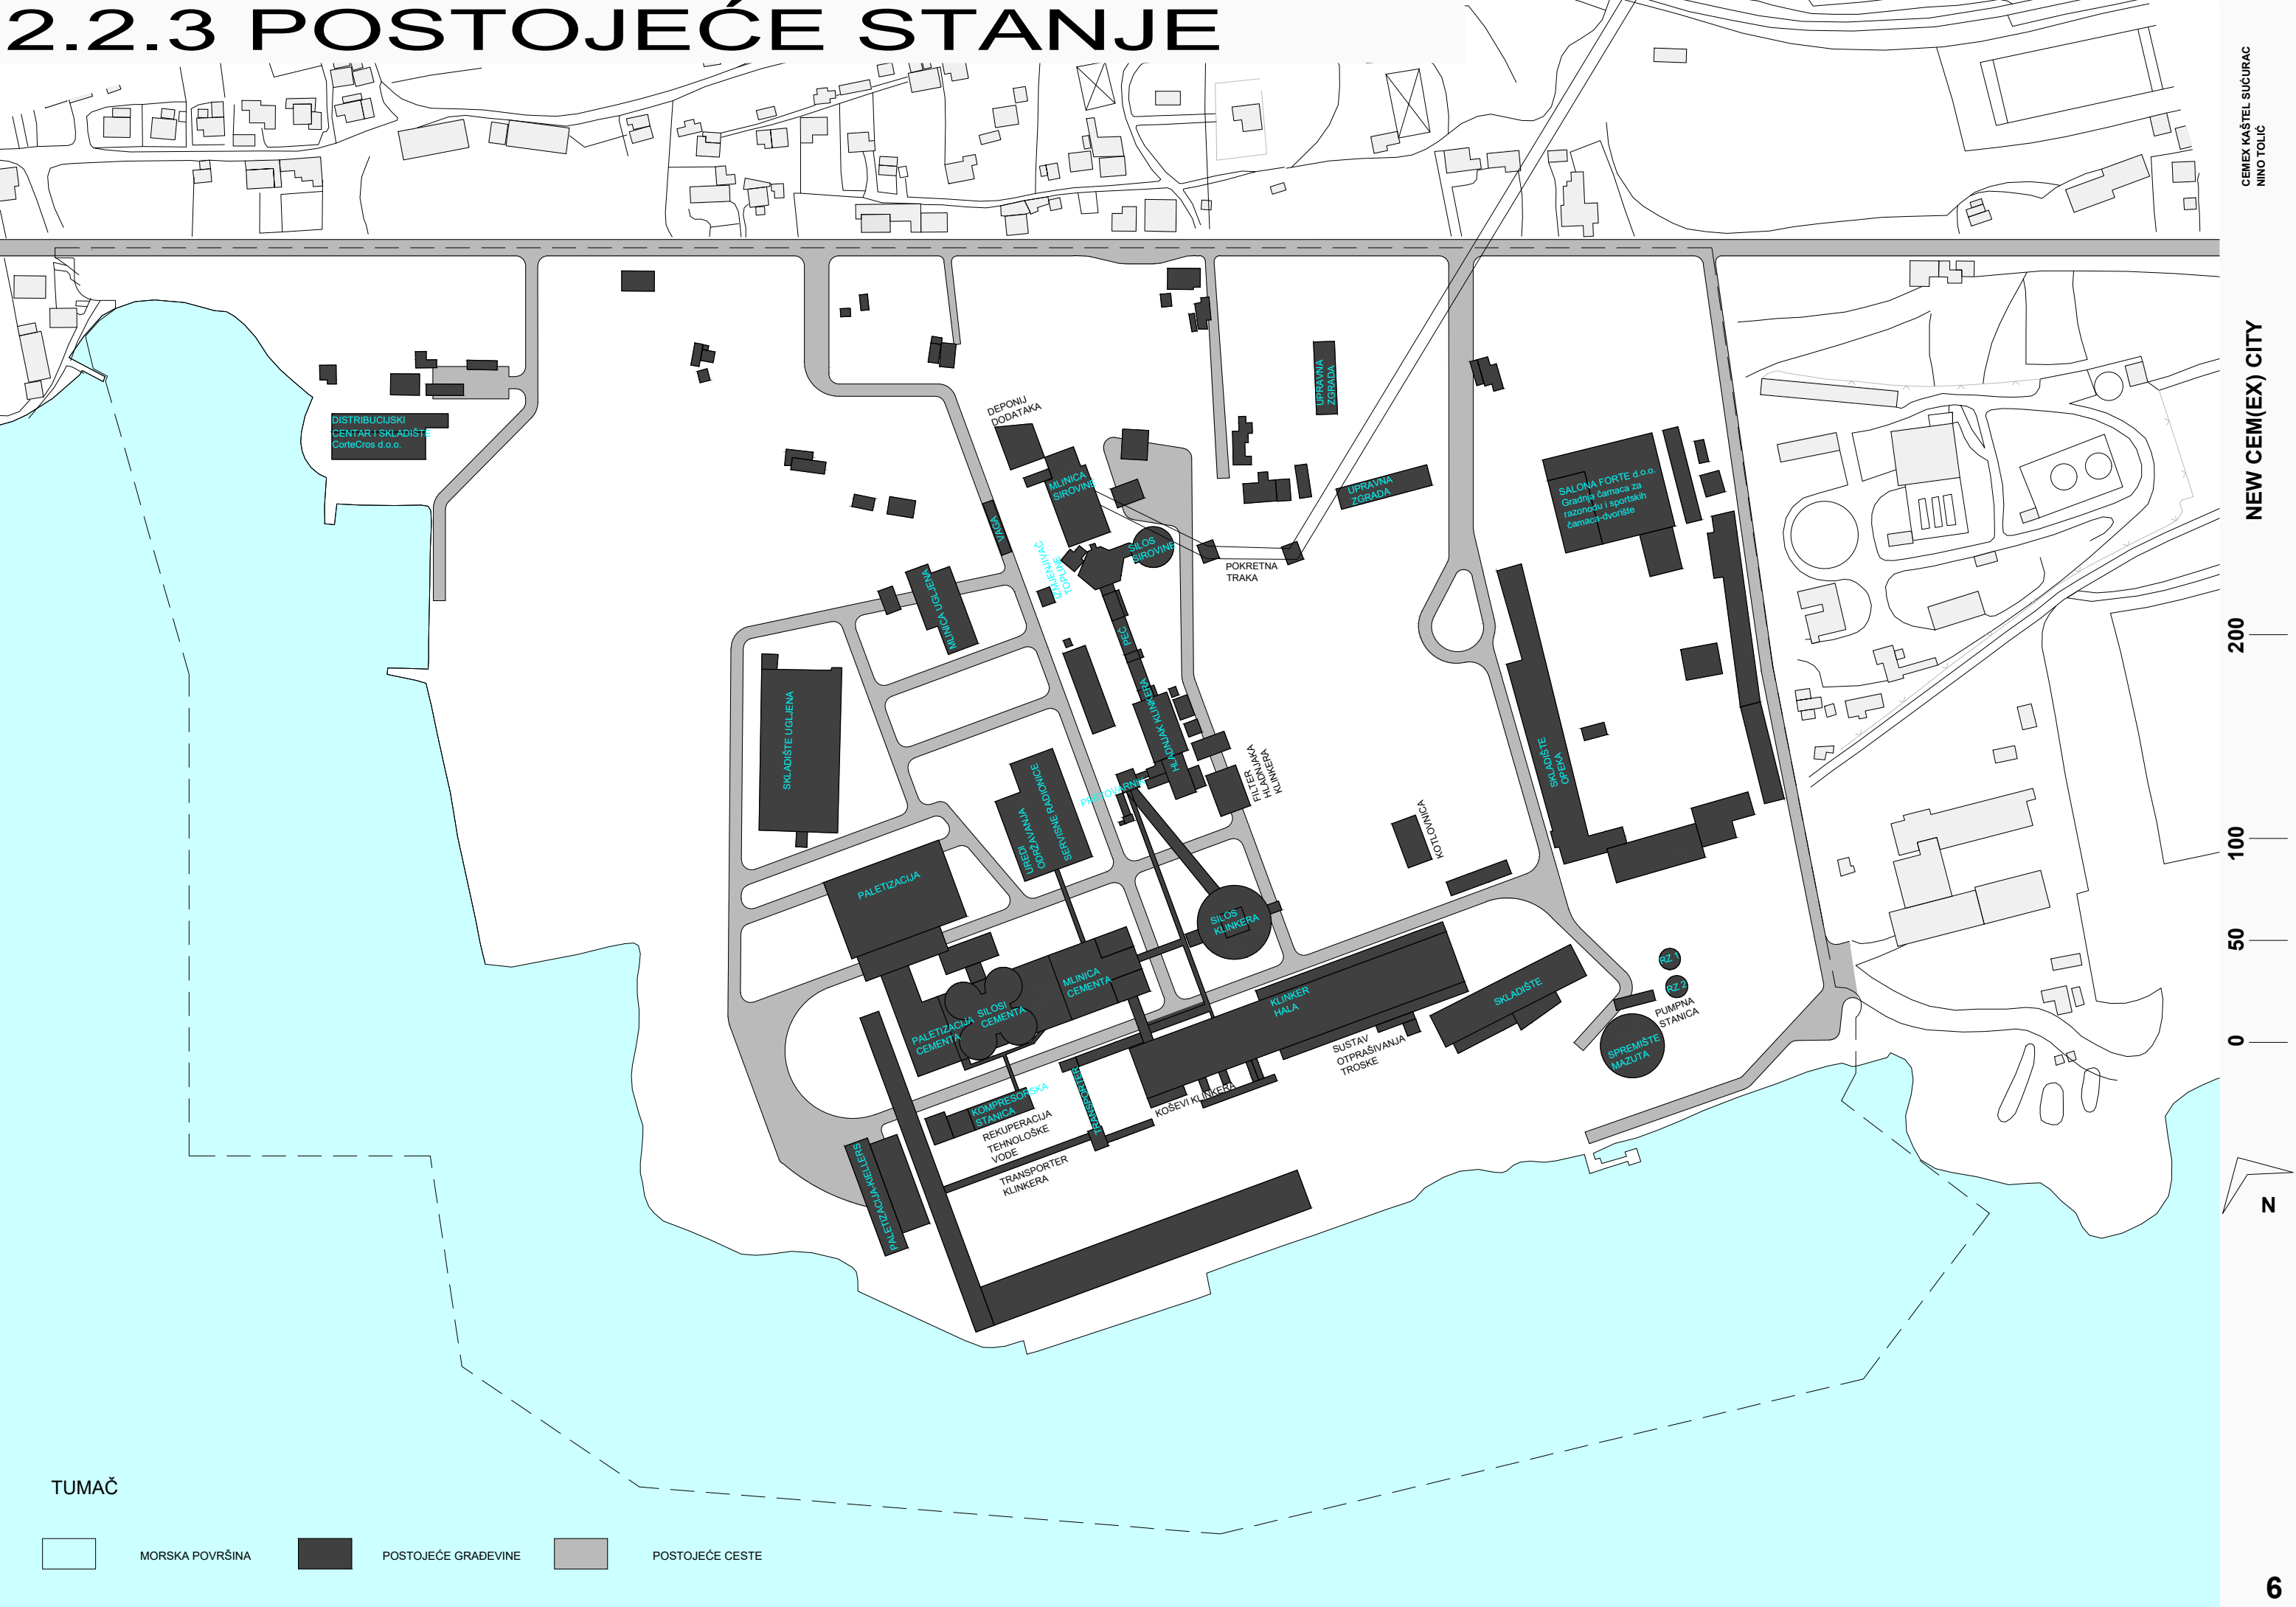 2.2.3 POSTOJEĆE STANJE
CEMEX KAŠTEL SUĆURAC
NINO TOLIĆ
NEW CEM(EX) CITY
DISTRIBUCIJSKI
CENTAR I SKLADIŠTE
CorteCros d.o.o.
DEPONIJ
DODATAKA
MLINICA
SIROVINE
UPRAVNA
ZGRADA
UPRAVNA
ZGRADA
SALONA FORTE d.o.o.
Gradnja čamaca za
razonodu i sportskih
čamaca-dvorište
VAGA
IZMJENJIVAČ
TOPLINE
SILOS
SIROVINE
POKRETNA
TRAKA
MLINICA UGLJENA
PEĆ
SKLADIŠTE UGLJENA
HLADNJAK KLINKERA
FILTER
HLADNJAKA
KLINKERA
SKLADIŠTE
OPEKA
UREDI
ODRŽAVANJA
SERVISNE RADIONICE
KOTLOVNICA
PALETIZACIJA
SILOS
KLINKERA
MLINICA
CEMENTA
SILOSI
CEMENTA
PALETIZACIJA
CEMENTA
KLINKER
HALA
SKLADIŠTE
RZ 1
RZ 2
PUMPNA
STANICA
SPREMIŠTE
MAZUTA
SUSTAV
OTPRAŠIVANJA
TROSKE
KOŠEVI KLINKERA
TRANSPORTER
KOMPRESORSKA
STANICA
REKUPERACIJA
TEHNOLOŠKE
VODE
TRANSPORTER
KLINKERA
PALETIZACIJA-KIELLERS
200
100
50
0
N
TUMAČ
MORSKA POVRŠINA
POSTOJEĆE GRAĐEVINE
POSTOJEĆE CESTE
6